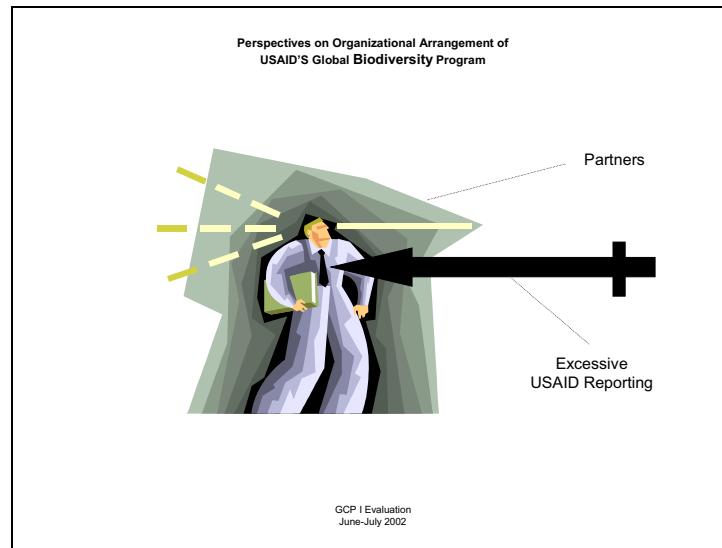 Perspectives on Organizational Arrangement of
USAID'S Global Biodiversity Program
Partners
Excessive
USAID Reporting
GCP I Evaluation
June-July 2002